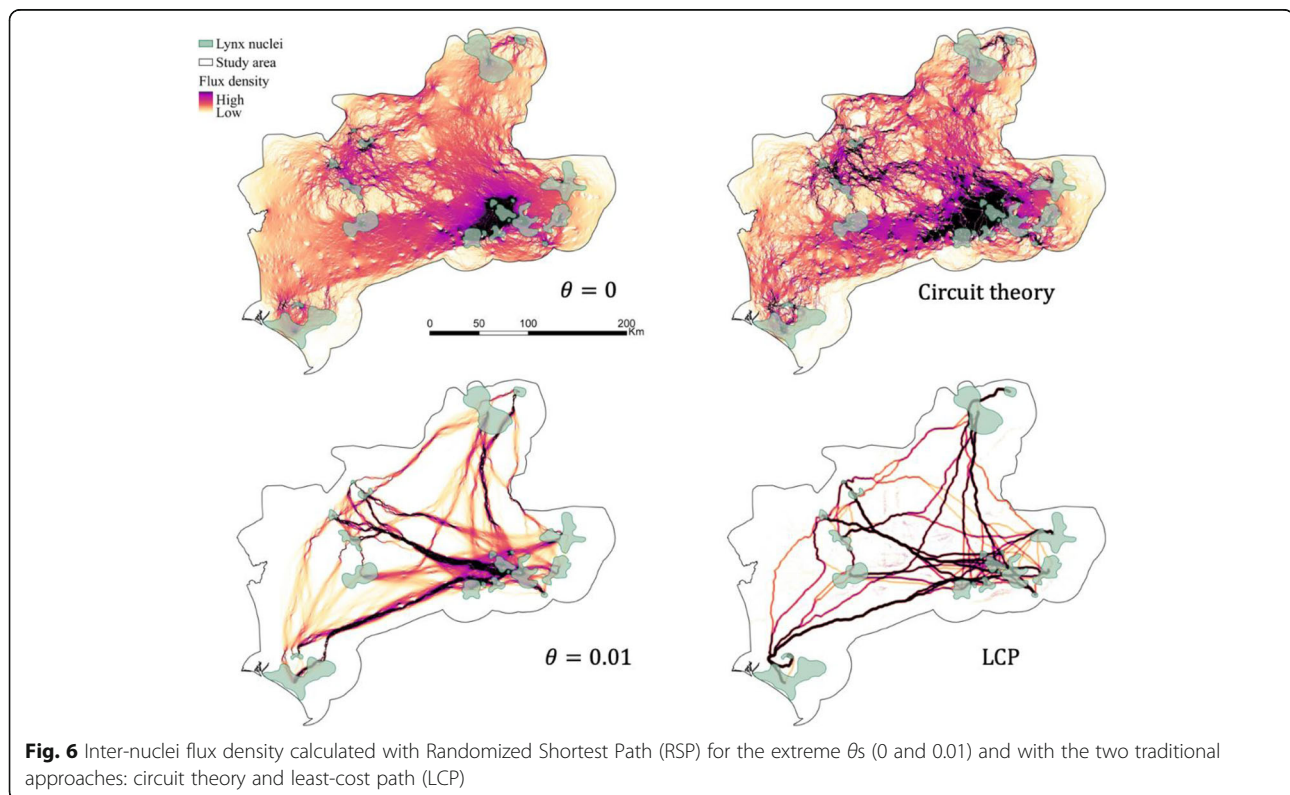 Lynx nuclei
Study area
Flux density
High
Low
θ = 0
Circuit theory
0 50 100 200
Km
θ = 0.01
LCP
Fig. 6 Inter-nuclei flux density calculated with Randomized Shortest Path (RSP) for the extreme θs (0 and 0.01) and with the two traditional
approaches: circuit theory and least-cost path (LCP)